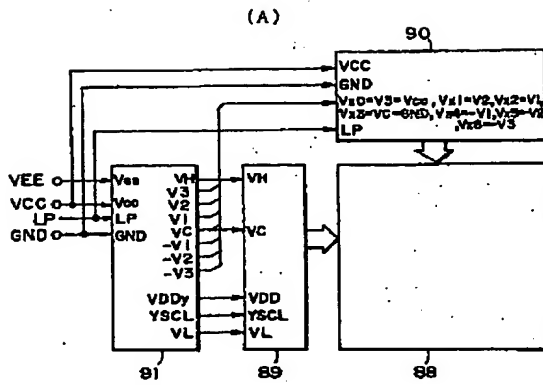 (A)
90
VCC
GND
Vx0=V3=Vcc, Vx1=V2, Vx2=V1,
Vx3=VC=GND, Vx4=-V1, Vx5=-V2
, Vx6=-V3
LP
VEE
VCC
LP
GND
Vcc
LP
GND
VH
V3
V2
V1
VC
-V1
-V2
-V3
VDDy
YSCL
VL
VH
VC
VDD
YSCL
VL
91
89
88